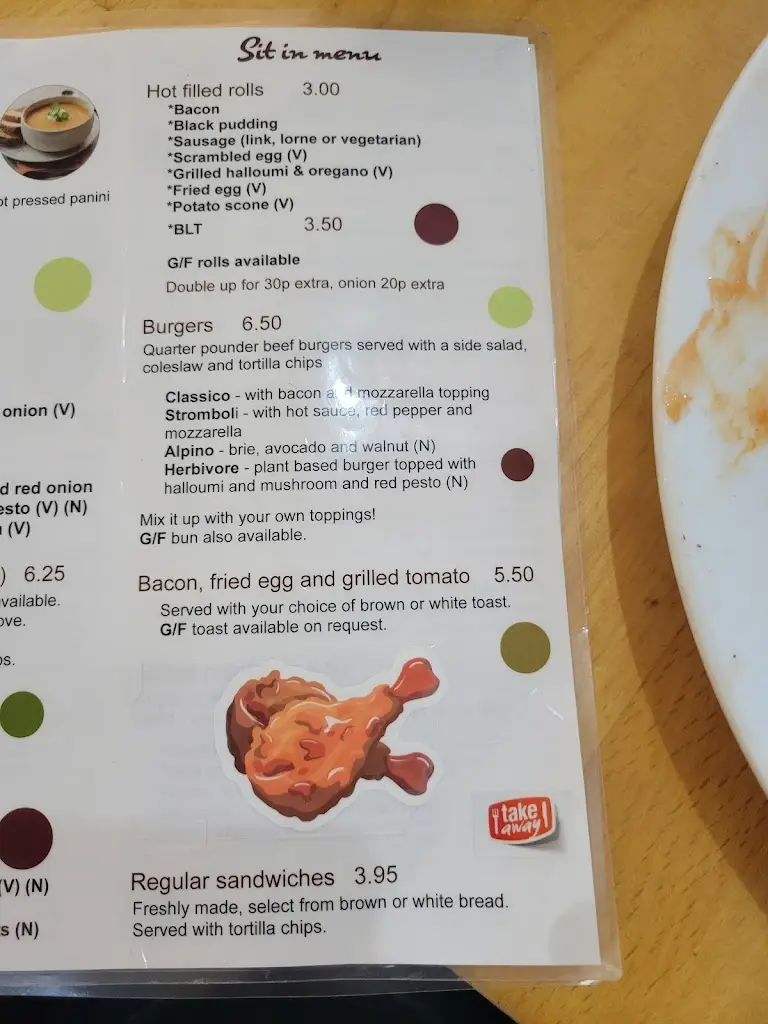 Sit in menu
ot pressed panini
onion (V)
d red onion
esto (V) (N)
(V)
) 6.25
vailable.
ove.
os.
(V) (N)
s (N)
Hot filled rolls 3.00
*Bacon
*Black pudding
*Sausage (link, lorne or vegetarian)
*Scrambled egg (V)
*Grilled halloumi & oregano (V)
*Fried egg (V)
*Potato scone (V)
*BLT 3.50
G/F rolls available
Double up for 30p extra, onion 20p extra
Burgers 6.50
Quarter pounder beef burgers served with a side salad,
coleslaw and tortilla chips
Classico - with bacon and mozzarella topping
Stromboli - with hot sauce, red pepper and
mozzarella
Alpino - brie, avocado and walnut (N)
Herbivore - plant based burger topped with
halloumi and mushroom and red pesto (N)
Mix it up with your own toppings!
G/F bun also available.
Bacon, fried egg and grilled tomato 5.50
Served with your choice of brown or white toast.
G/F toast available on request.
take
away
Regular sandwiches 3.95
Freshly made, select from brown or white bread.
Served with tortilla chips.